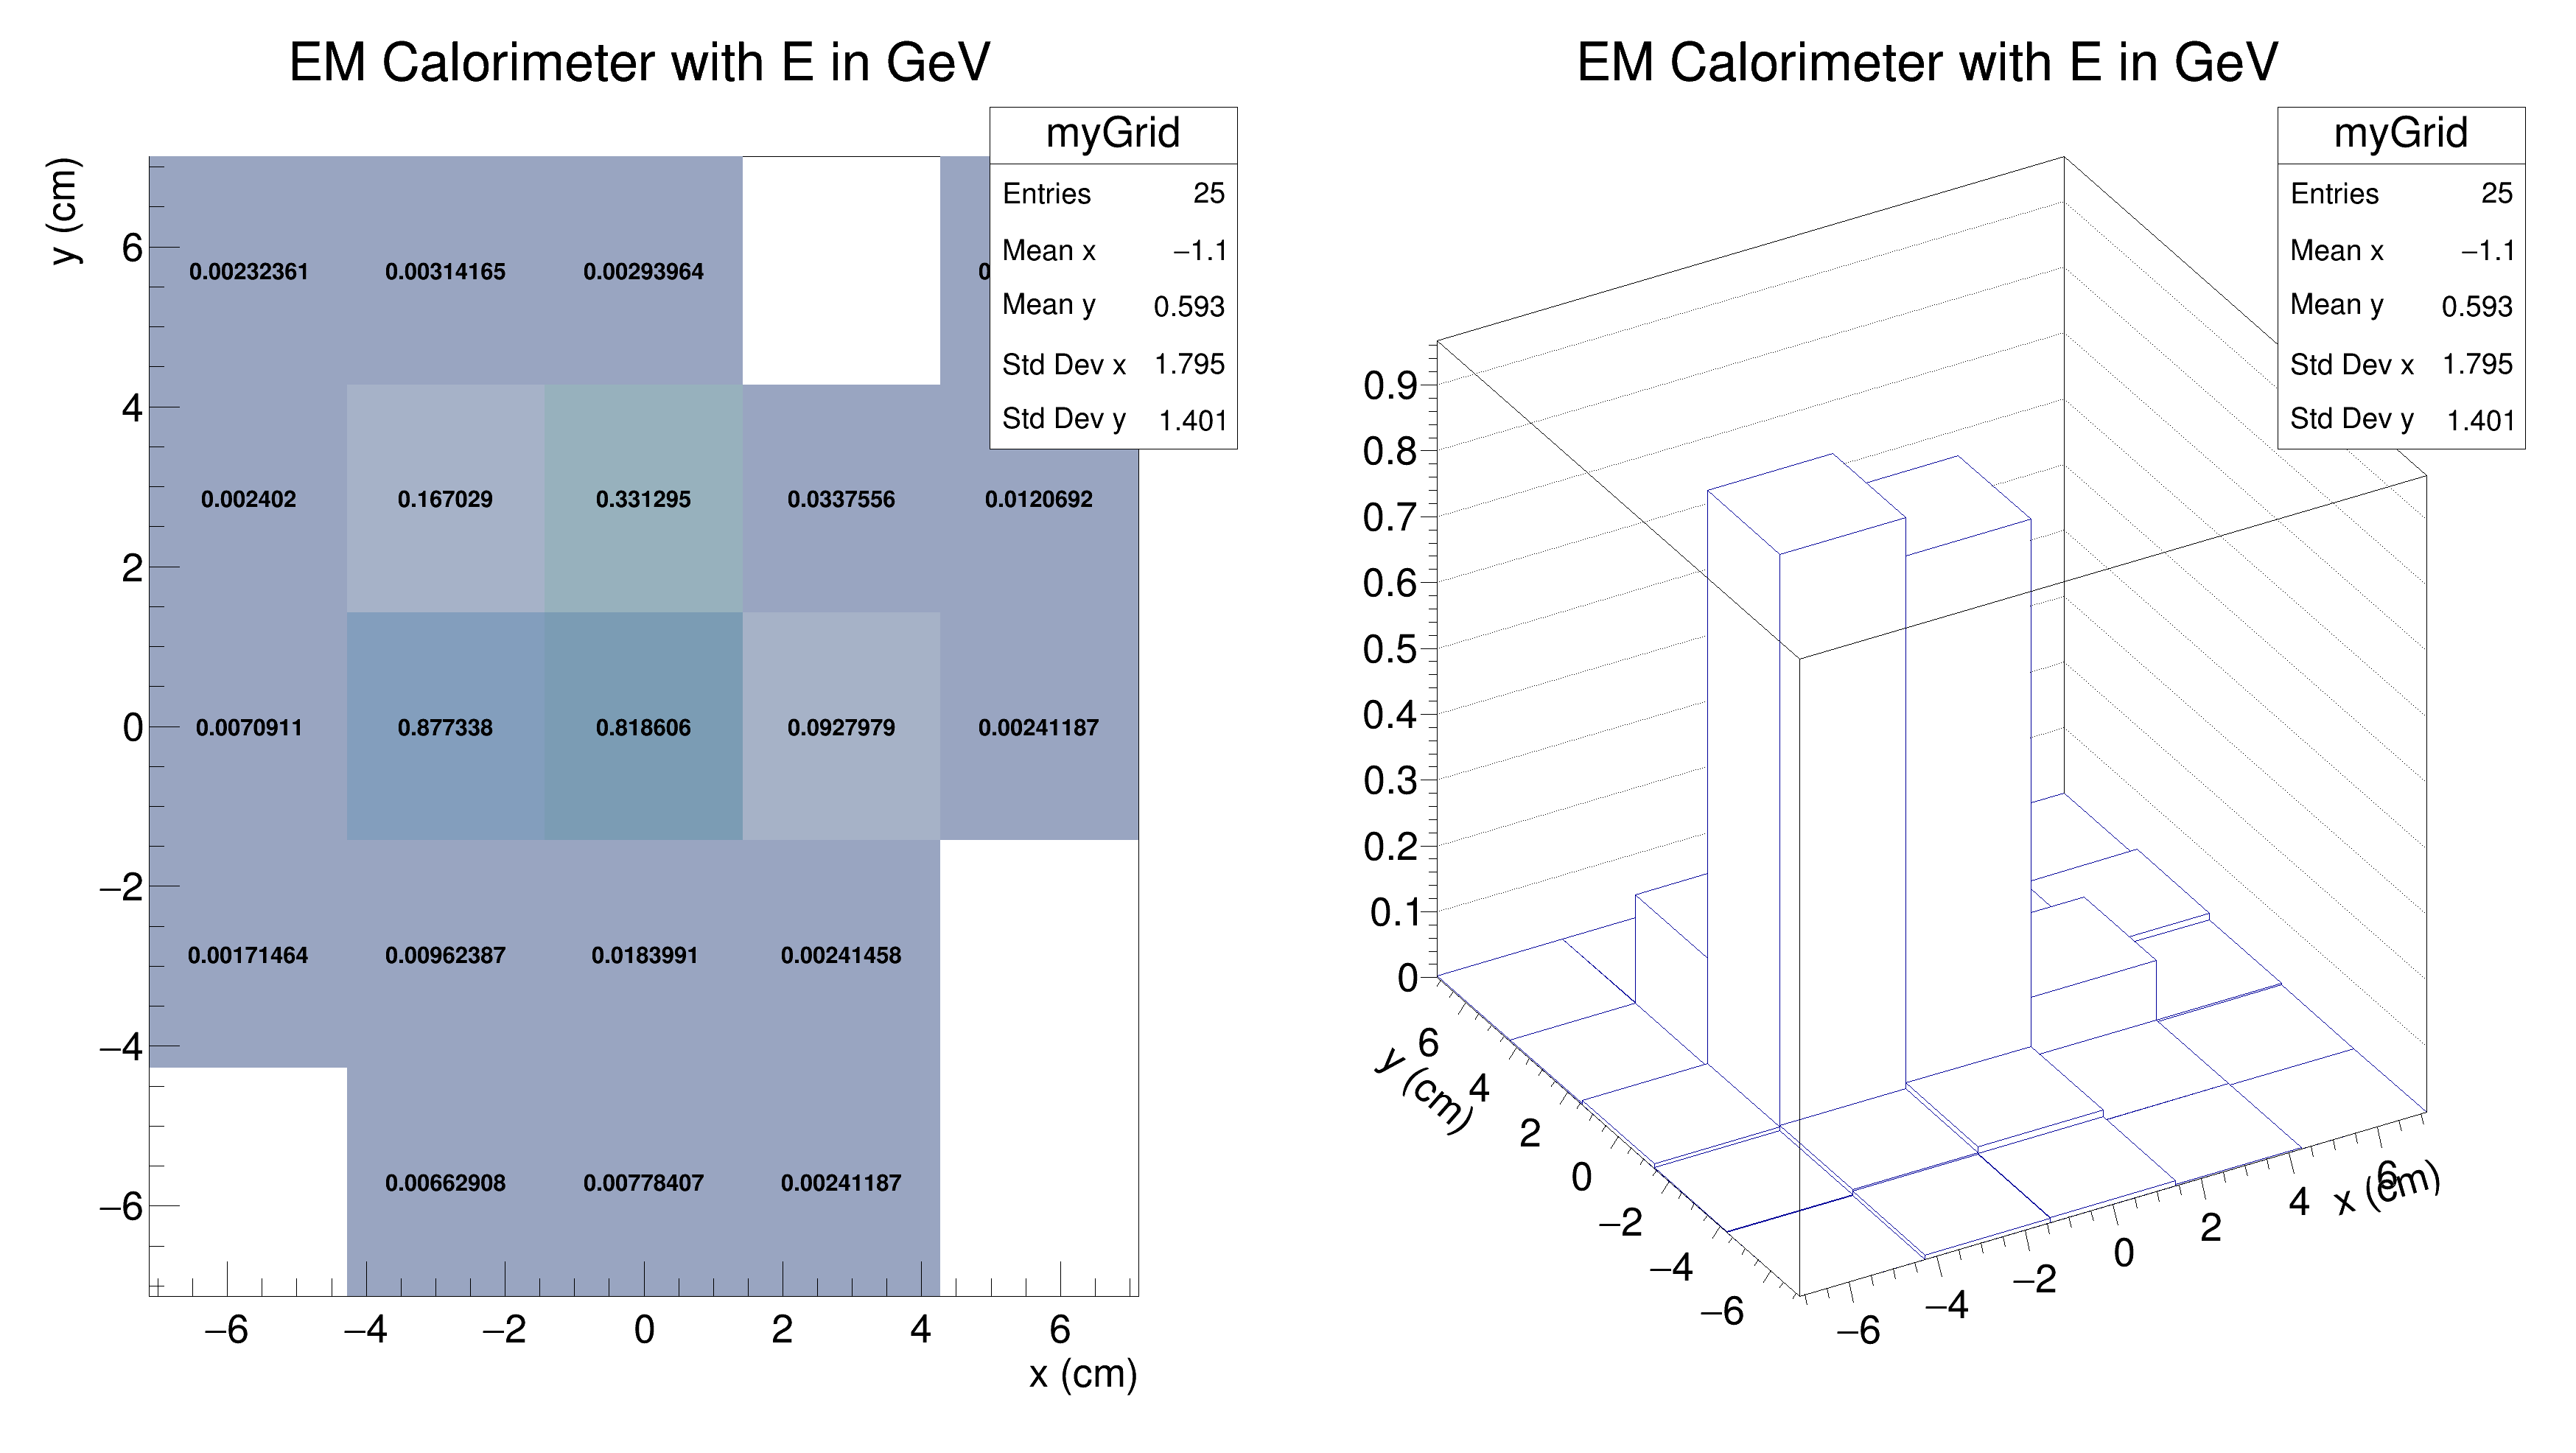 EM Calorimeter with E in GeV
myGrid
Entries 25
Mean x −1.1
Mean y 0.593
Std Dev x 1.795
Std Dev y 1.401
y (cm)
6
4
2
0
−2
−4
−6
0.00232361 0.00314165 0.00293964
0.002402 0.167029 0.331295 0.0337556 0.0120692
0.0070911 0.877338 0.818606 0.0927979 0.00241187
0.00171464 0.00962387 0.0183991 0.00241458
0.00662908 0.00778407 0.00241187
−6 −4 −2 0 2 4 6
x (cm)
EM Calorimeter with E in GeV
myGrid
Entries 25
Mean x −1.1
Mean y 0.593
Std Dev x 1.795
Std Dev y 1.401
0.9
0.8
0.7
0.6
0.5
0.4
0.3
0.2
0.1
0
6
4
2
0
−2
−4
−6
y (cm)
−6 −4 −2 0 2 4 6
x (cm)